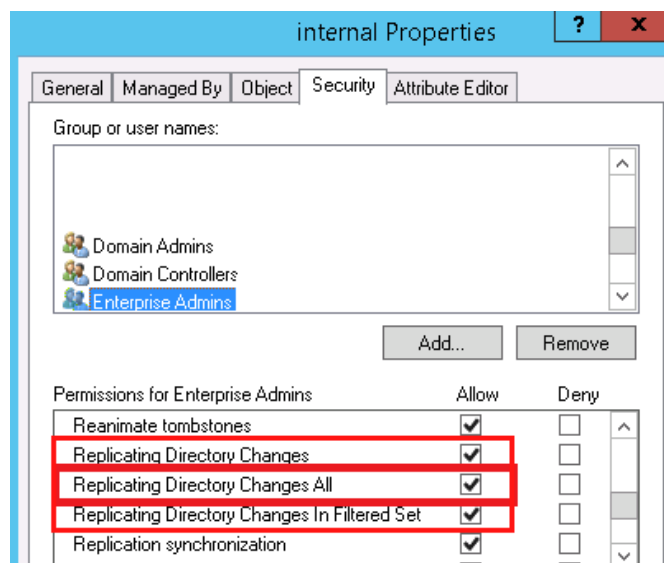 internal Properties ? x
General Managed By Object Security Attribute Editor
Group or user names:
Domain Admins
Domain Controllers
Enterprise Admins
Add... Remove
Permissions for Enterprise Admins Allow Deny
Reanimate tombstones
Replicating Directory Changes
Replicating Directory Changes All
Replicating Directory Changes In Filtered Set
Replication synchronization